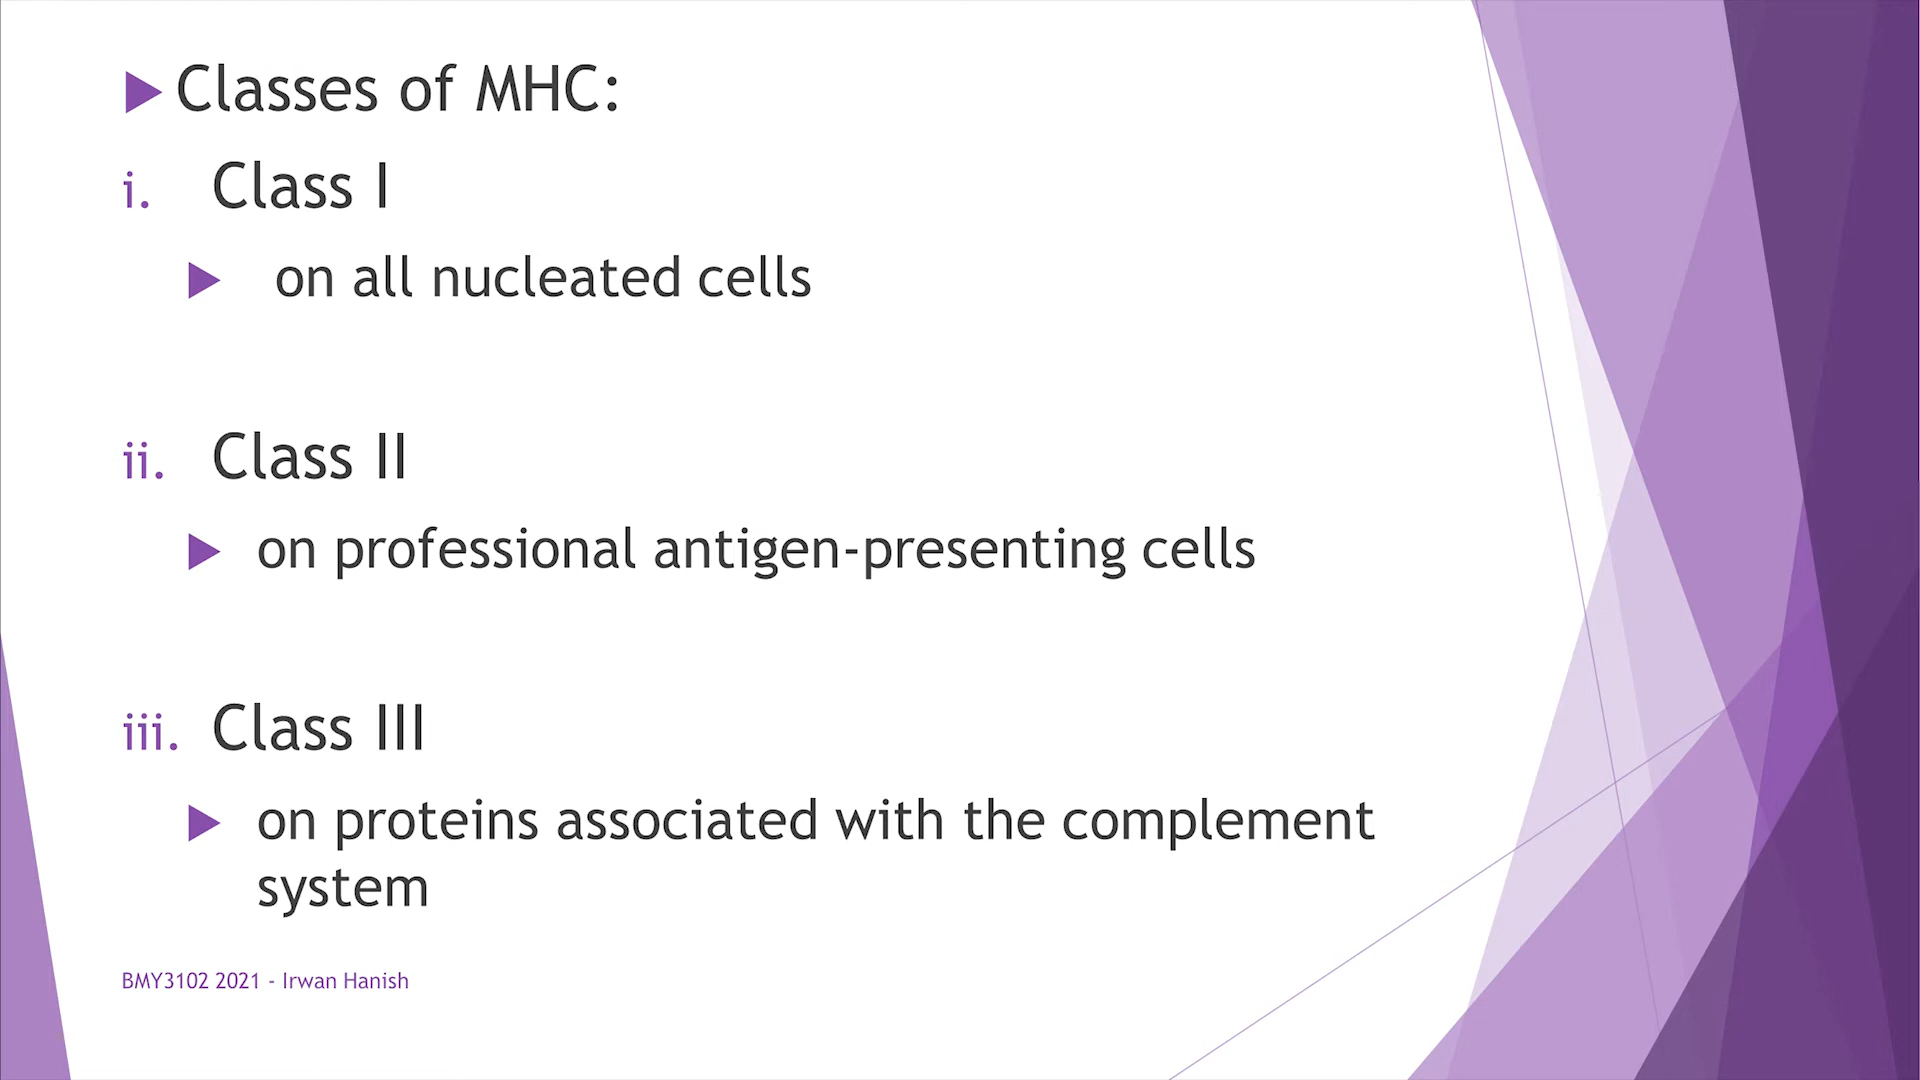 Classes of MHC:
i. Class I
on all nucleated cells
ii. Class II
on professional antigen-presenting cells
iii. Class III
on proteins associated with the complement
system
BMY3102 2021 - Irwan Hanish